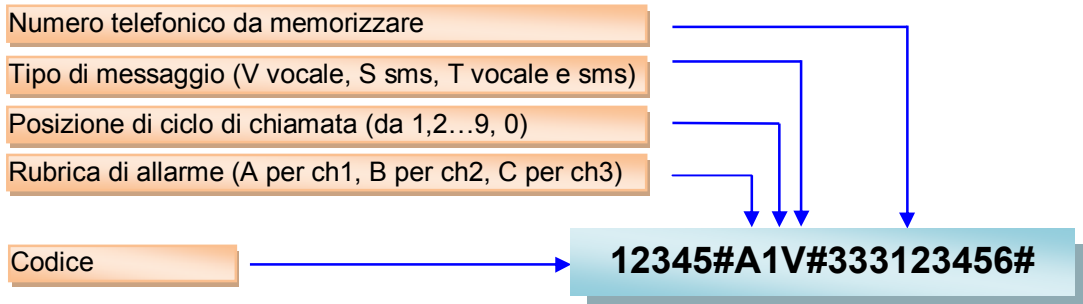 Numero telefonico da memorizzare
Tipo di messaggio (V vocale, S sms, T vocale e sms)
Posizione di ciclo di chiamata (da 1,2…9, 0)
Rubrica di allarme (A per ch1, B per ch2, C per ch3)
Codice
12345#A1V#333123456#